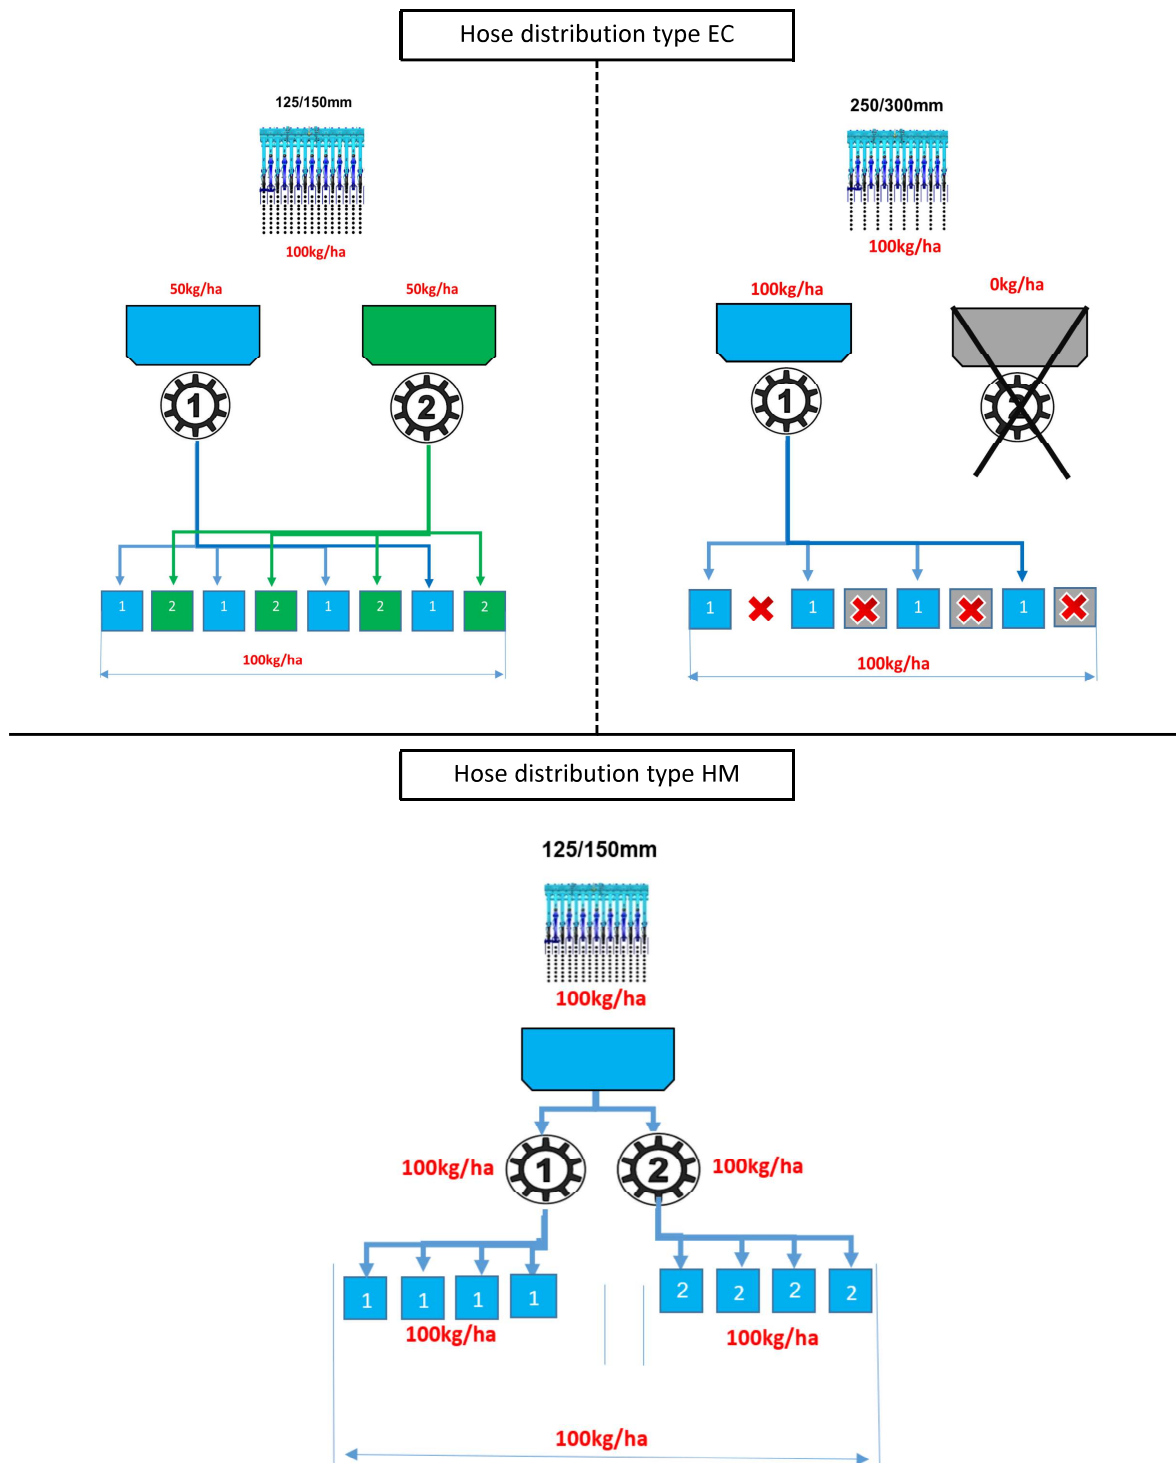 Hose distribution type EC
125/150mm
100kg/ha
50kg/ha
50kg/ha
1
2
1 2 1 2 1 2 1 2
100kg/ha
250/300mm
100kg/ha
100kg/ha
0kg/ha
1
2
1 1 1 1
100kg/ha
Hose distribution type HM
125/150mm
100kg/ha
100kg/ha 1 2 100kg/ha
1 1 1 1 2 2 2 2
100kg/ha 100kg/ha
100kg/ha